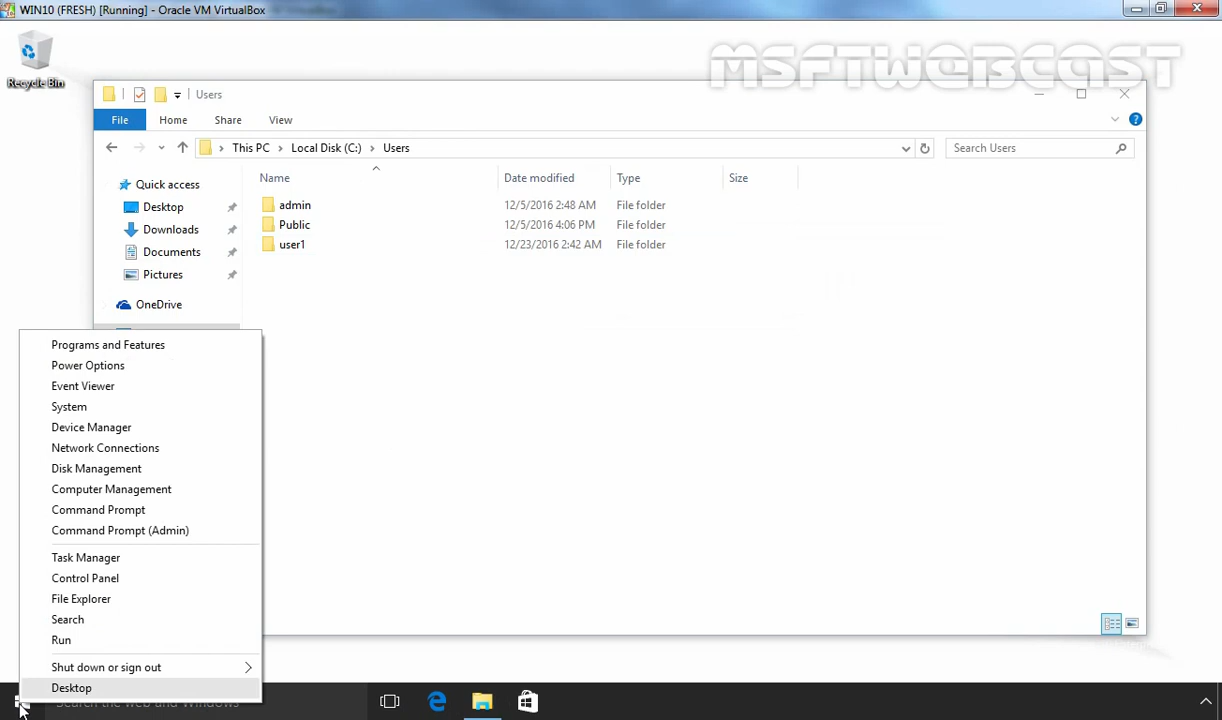 WIN10 (FRESH) [Running] - Oracle VM VirtualBox
Recycle Bin
MSFTWEBCAST
Users
File Home Share View
This PC Local Disk (C:) Users
Search Users
Name Date modified Type Size
Quick access
Desktop
Downloads
Documents
Pictures
OneDrive
admin 12/5/2016 2:48 AM File folder
Public 12/5/2016 4:06 PM File folder
user1 12/23/2016 2:42 AM File folder
Programs and Features
Power Options
Event Viewer
System
Device Manager
Network Connections
Disk Management
Computer Management
Command Prompt
Command Prompt (Admin)
Task Manager
Control Panel
File Explorer
Search
Run
Shut down or sign out
Desktop
Search the web and Windows